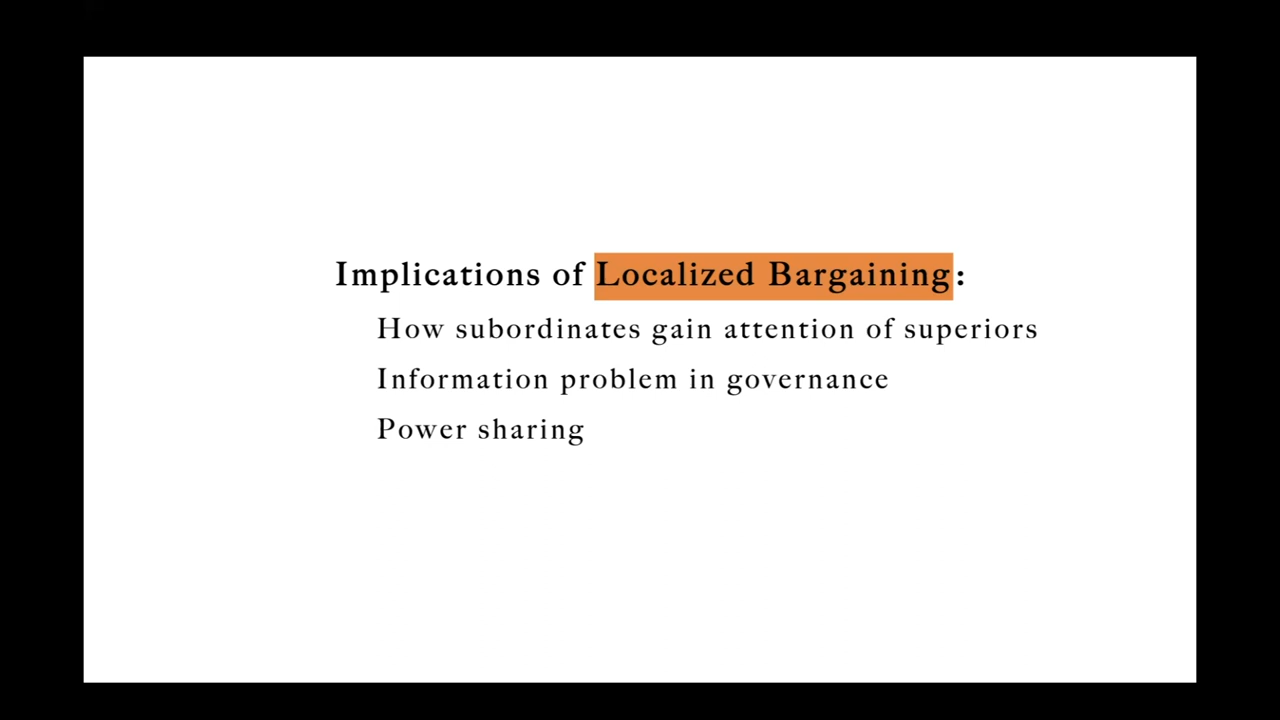 Implications of Localized Bargaining:
How subordinates gain attention of superiors
Information problem in governance
Power sharing